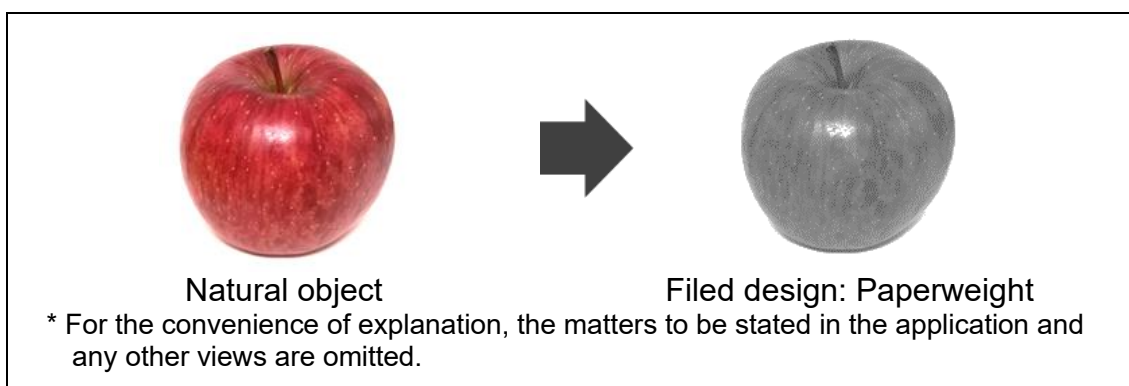 Natural object
Filed design: Paperweight
* For the convenience of explanation, the matters to be stated in the application and
any other views are omitted.